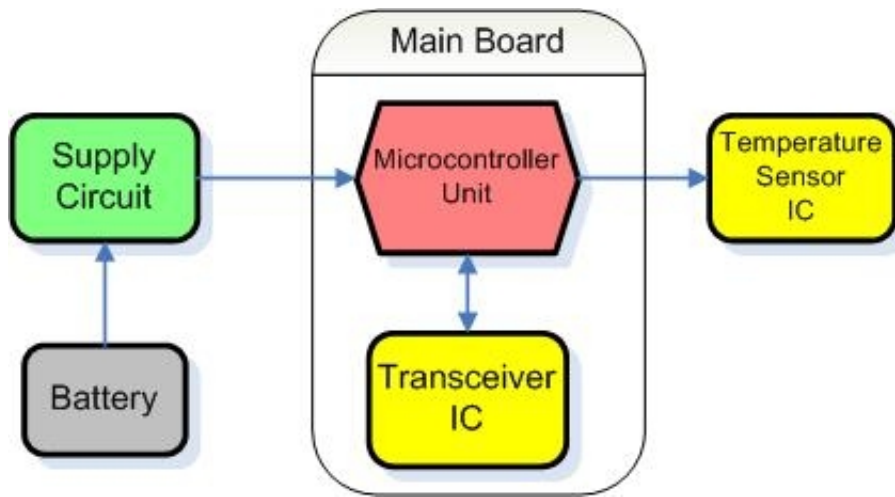 Main Board
Supply
Circuit
Microcontroller
Unit
Temperature
Sensor
IC
Battery
Transceiver
IC